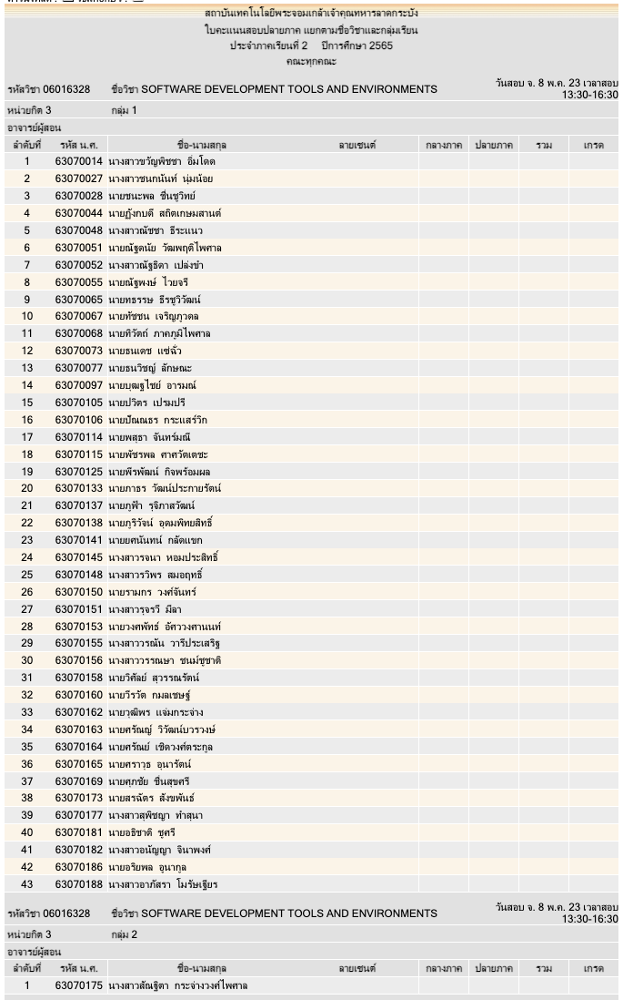 สถาบันเทคโนโลยีพระจอมเกล้าเจ้าคุณทหารลาดกระบัง
ใบคะแนนสอบปลายภาค แยกตามชื่อวิชาและกลุ่มเรียน
ประจำภาคเรียนที่ 2 ปีการศึกษา 2565
คณะทุกคณะ
รหัสวิชา 06016328 ชื่อวิชา SOFTWARE DEVELOPMENT TOOLS AND ENVIRONMENTS วันสอบ จ. 8 พ.ค. 23 เวลาสอบ
13:30-16:30
หน่วยกิต 3 กลุ่ม 1
อาจารย์ผู้สอน
ลำดับที่ รหัส น.ศ. ชื่อ-นามสกุล ลายเซนต์ กลางภาค ปลายภาค รวม เกรด
1 63070014 นางสาวขวัญพิชชา อิ่มโดด
2 63070027 นางสาวชนกนันท์ นุ่มน้อย
3 63070028 นายชนะพล ชื่นชูวิทย์
4 63070044 นายฏังกบดี สถิตเกษมสานต์
5 63070048 นางสาวณัชชา ธีระแนว
6 63070051 นายณัฐดนัย วัฒพฤติไพศาล
7 63070052 นางสาวณัฐธิดา เปล่งขำ
8 63070055 นายณัฐพงษ์ ไวยจรี
9 63070065 นายทธรรษ ธีรชูวิวัฒน์
10 63070067 นายทัชชน เจริญภูวดล
11 63070068 นายทิวัตถ์ ภาคภูมิไพศาล
12 63070073 นายธนเดช แซ่ฉั่ว
13 63070077 นายธนวิชญ์ ลักษณะ
14 63070097 นายบุฒฐไชย์ อารมณ์
15 63070105 นายปวิตร เปรมปรี
16 63070106 นายปัณณธร กระแสร์วิก
17 63070114 นายพสุธา จันทร์มณี
18 63070115 นายพัชรพล ศาศวัตเตชะ
19 63070125 นายพีรพัฒน์ กิจพร้อมผล
20 63070133 นายภาธร วัฒน์ประกายรัตน์
21 63070137 นายภูฟ้า รุจิภาสวัฒน์
22 63070138 นายภูริวัจน์ อุดมพิทยสิทธิ์
23 63070141 นายยศนันทน์ กลัดแขก
24 63070145 นางสาวรจนา หอมประสิทธิ์
25 63070148 นางสาวรวิพร สมอฤทธิ์
26 63070150 นายรามกร วงศ์จันทร์
27 63070151 นางสาวรุจรวี มีลา
28 63070153 นายวงศพัทธ์ อัศววงศานนท์
29 63070155 นางสาววรณัน วารีประเสริฐ
30 63070156 นางสาววรรณษา ชนม์ชูชาติ
31 63070158 นายวิศัลย์ สุวรรณรัตน์
32 63070160 นายวีรวัต กมลเชษฐ์
33 63070162 นายวุฒิพร แจ่มกระจ่าง
34 63070163 นายศรัณญ์ วิวัฒน์บวรวงษ์
35 63070164 นายศรัณย์ เชิดวงศ์ตระกูล
36 63070165 นายศราวุธ อุนารัตน์
37 63070169 นายศุภชัย ชื่นสุขศรี
38 63070173 นายสรฉัตร สังขพันธ์
39 63070177 นางสาวสุพิชญา ทำสุนา
40 63070181 นายอธิชาติ ชูศรี
41 63070182 นางสาวอนัญญา จินาพงศ์
42 63070186 นายอริยพล อุนากูล
43 63070188 นางสาวอาภัสรา โมรัษเฐียร
รหัสวิชา 06016328 ชื่อวิชา SOFTWARE DEVELOPMENT TOOLS AND ENVIRONMENTS วันสอบ จ. 8 พ.ค. 23 เวลาสอบ
13:30-16:30
หน่วยกิต 3 กลุ่ม 2
อาจารย์ผู้สอน
ลำดับที่ รหัส น.ศ. ชื่อ-นามสกุล ลายเซนต์ กลางภาค ปลายภาค รวม เกรด
1 63070175 นางสาวสัณฐิตา กระจ่างวงศ์ไพศาล